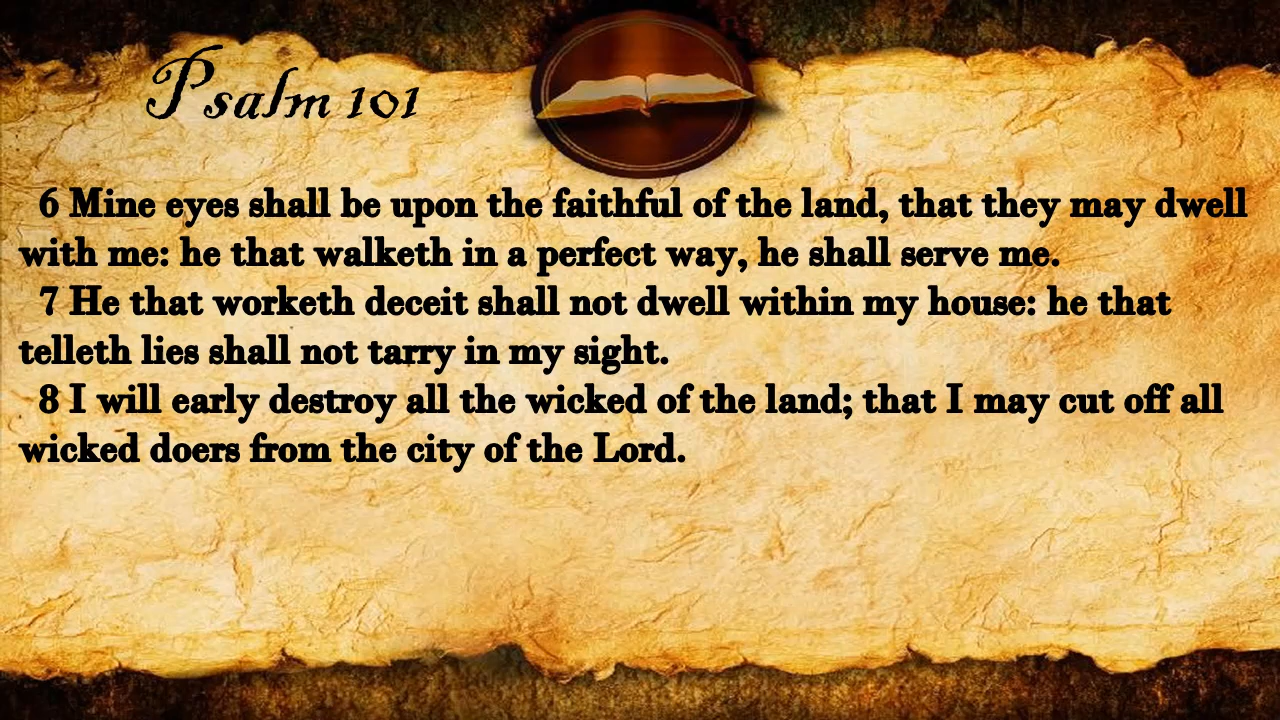 Psalm 101
6 Mine eyes shall be upon the faithful of the land, that they may dwell
with me: he that walketh in a perfect way, he shall serve me.
7 He that worketh deceit shall not dwell within my house: he that
telleth lies shall not tarry in my sight.
8 I will early destroy all the wicked of the land; that I may cut off all
wicked doers from the city of the Lord.